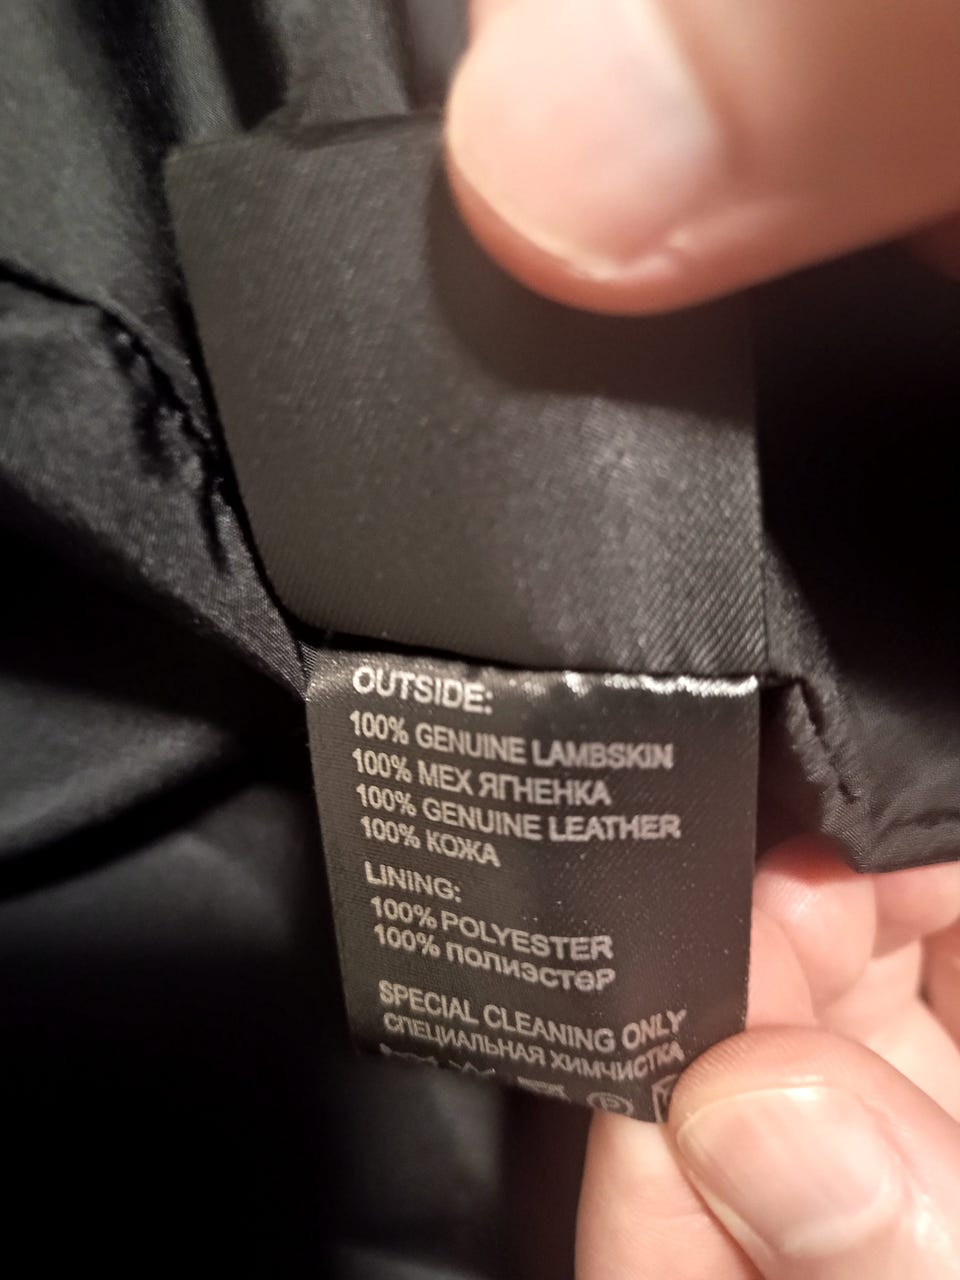 OUTSIDE:
100% GENUINE LAMBSKIN
100% МЕХ ЯГНЕНКА
100% GENUINE LEATHER
100% КОЖА
LINING:
100% POLYESTER
100% ПОЛИЭСТӨР
SPECIAL CLEANING ONLY
СПЕЦИАЛЬНАЯ ХИМЧИСТКА
P